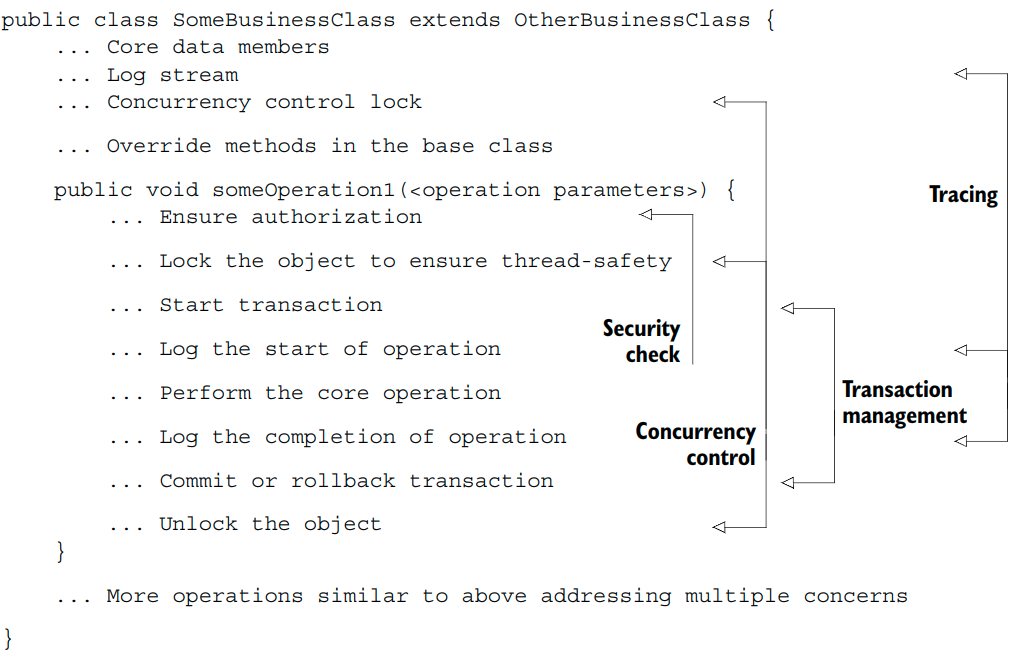 public class SomeBusinessClass extends OtherBusinessClass {
... Core data members
... Log stream
... Concurrency control lock
... Override methods in the base class
public void someOperation1(<operation parameters>) {
... Ensure authorization
... Lock the object to ensure thread-safety
... Start transaction
... Log the start of operation
... Perform the core operation
... Log the completion of operation
... Commit or rollback transaction
... Unlock the object
}
... More operations similar to above addressing multiple concerns
}
Security
check
Concurrency
control
Transaction
management
Tracing